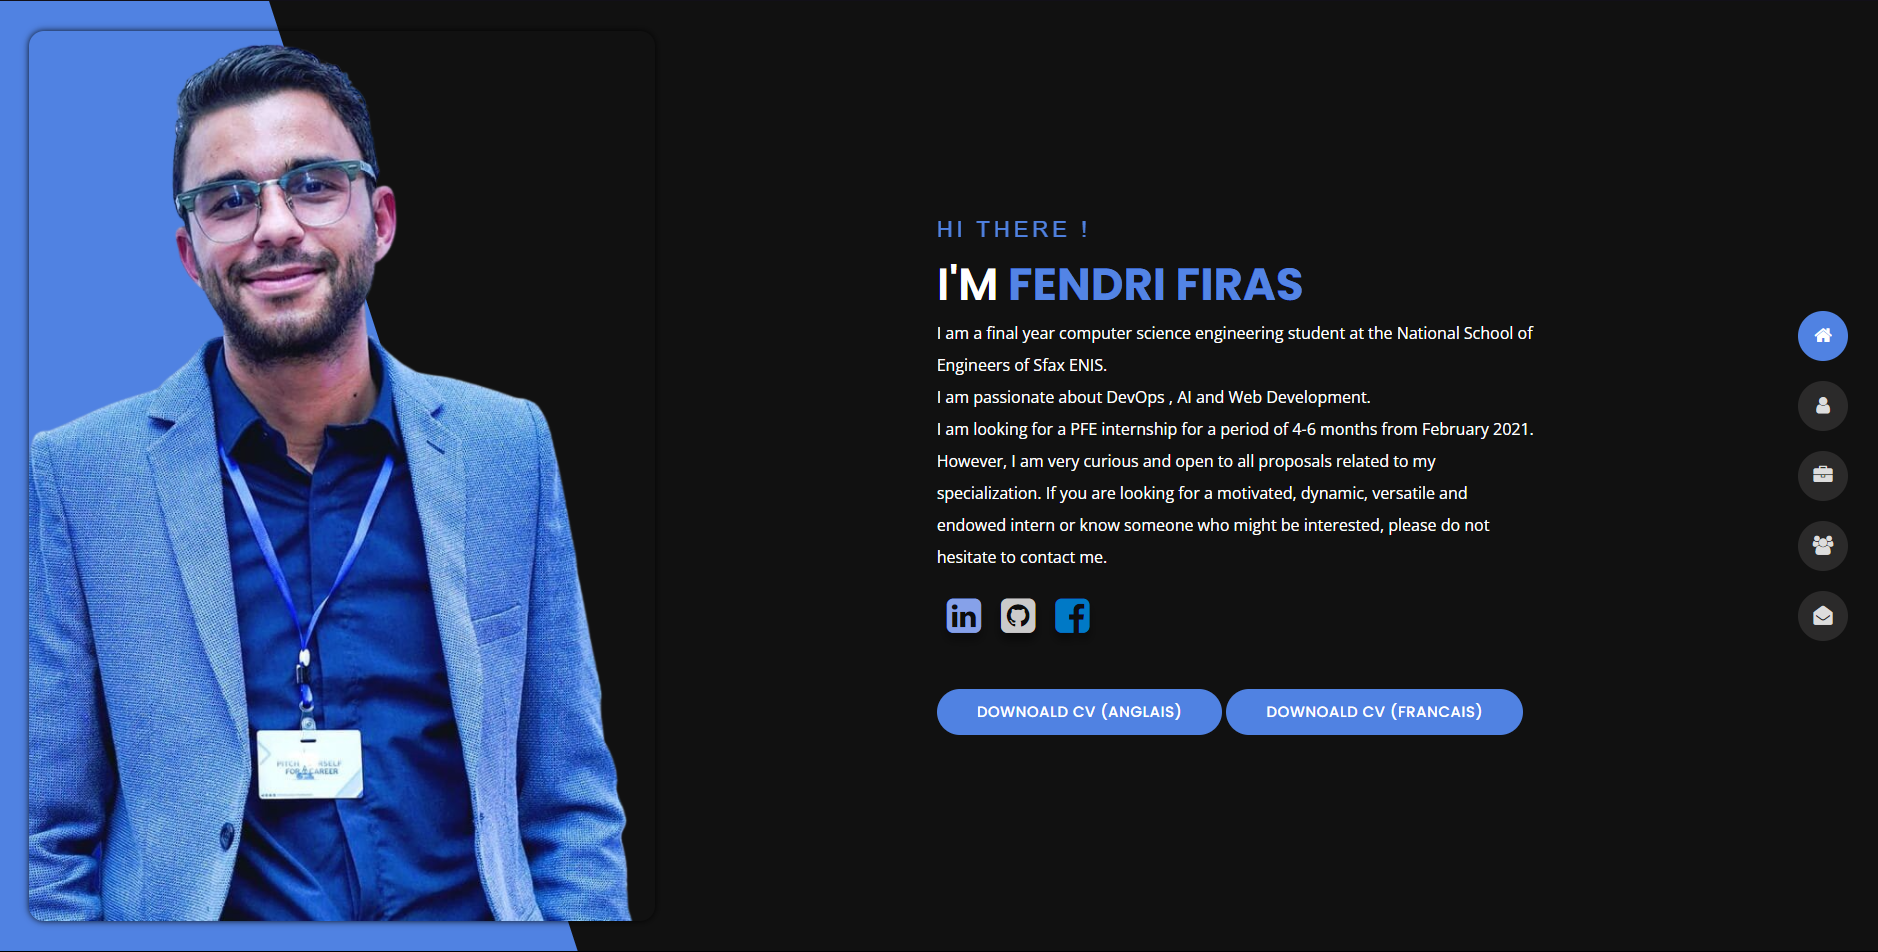 HI THERE !
I'M FENDRI FIRAS
I am a final year computer science engineering student at the National School of
Engineers of Sfax ENIS.
I am passionate about DevOps , AI and Web Development.
I am looking for a PFE internship for a period of 4-6 months from February 2021.
However, I am very curious and open to all proposals related to my
specialization. If you are looking for a motivated, dynamic, versatile and
endowed intern or know someone who might be interested, please do not
hesitate to contact me.
in f
DOWNOALD CV (ANGLAIS) DOWNOALD CV (FRANCAIS)
PITCH
FOR CAREER